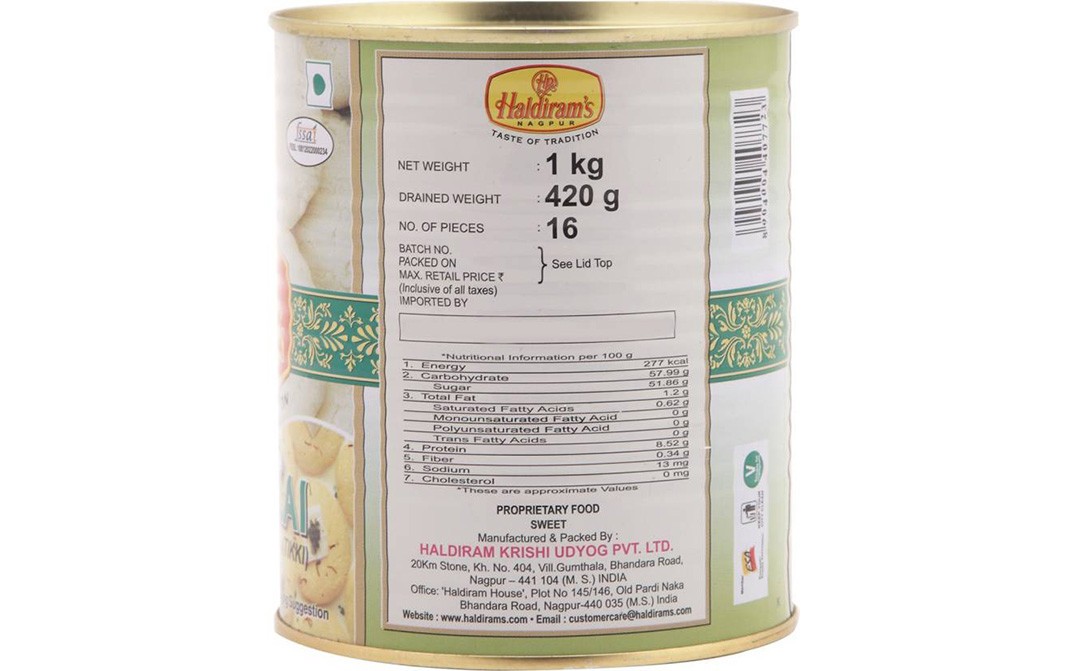 fssai
Haldiram's
NAGPUR
TASTE OF TRADITION
NET WEIGHT : 1 kg
DRAINED WEIGHT : 420 g
NO. OF PIECES : 16
BATCH NO.
PACKED ON } See Lid Top
MAX. RETAIL PRICE ₹
(Inclusive of all taxes)
IMPORTED BY
*Nutritional Information per 100 g
1. Energy 277 kcal
2. Carbohydrate 57.99 g
Sugar 51.86 g
3. Total Fat 1.2 g
Saturated Fatty Acids 0.62 g
Monounsaturated Fatty Acid 0 g
Polyunsaturated Fatty Acid 0 g
Trans Fatty Acids 0 g
4. Protein 8.52 g
5. Fiber 0.34 g
6. Sodium 13 mg
7. Cholesterol 0 mg
*These are approximate Values
PROPRIETARY FOOD
SWEET
Manufactured & Packed By :
HALDIRAM KRISHI UDYOG PVT. LTD.
20Km Stone, Kh. No. 404, Vill.Gumthala, Bhandara Road,
Nagpur – 441 104 (M. S.) INDIA
Office: 'Haldiram House', Plot No 145/146, Old Pardi Naka
Bhandara Road, Nagpur-440 035 (M.S.) India
Website : www.haldirams.com • Email : customercare@haldirams.com
AI
TIKKI)
Suggestion
V